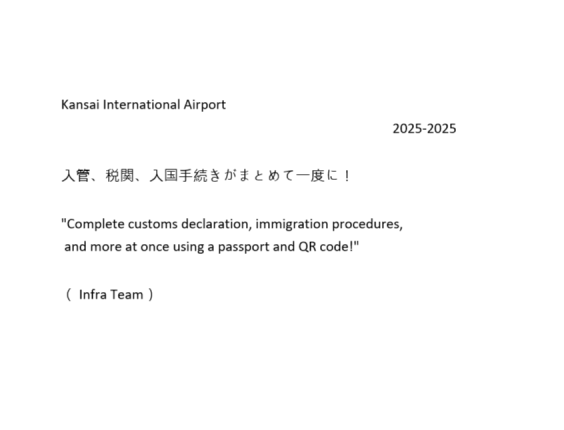 Kansai International Airport
2025-2025
入管、税関、入国手続きがまとめて一度に！
"Complete customs declaration, immigration procedures,
and more at once using a passport and QR code!"
（ Infra Team ）